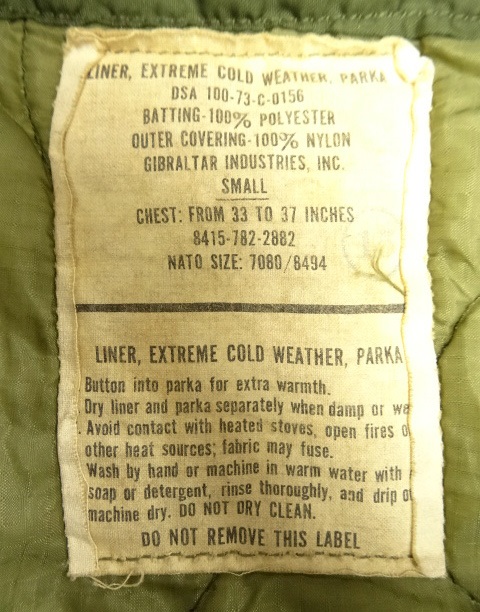 LINER, EXTREME COLD WEATHER, PARKA
DSA 100-73-C-0156
BATTING-100% POLYESTER
OUTER COVERING-100% NYLON
GIBRALTAR INDUSTRIES, INC.
SMALL
CHEST: FROM 33 TO 37 INCHES
8415-782-2882
NATO SIZE: 7080/8494
LINER, EXTREME COLD WEATHER, PARKA
Button into parka for extra warmth.
Dry liner and parka separately when damp or we
Avoid contact with heated stoves, open fires o
other heat sources; fabric may fuse.
Wash by hand or machine in warm water with
soap or detergent, rinse thoroughly, and drip o
machine dry. DO NOT DRY CLEAN.
DO NOT REMOVE THIS LABEL